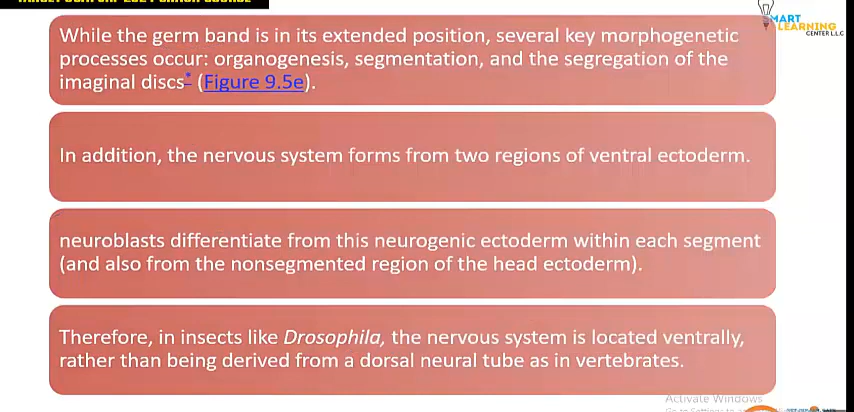 While the germ band is in its extended position, several key morphogenetic
processes occur: organogenesis, segmentation, and the segregation of the
imaginal discs* (Figure 9.5e).
In addition, the nervous system forms from two regions of ventral ectoderm.
neuroblasts differentiate from this neurogenic ectoderm within each segment
(and also from the nonsegmented region of the head ectoderm).
Therefore, in insects like Drosophila, the nervous system is located ventrally,
rather than being derived from a dorsal neural tube as in vertebrates.
MART
LEARNING
CENTER L.L.C
Activate Windows